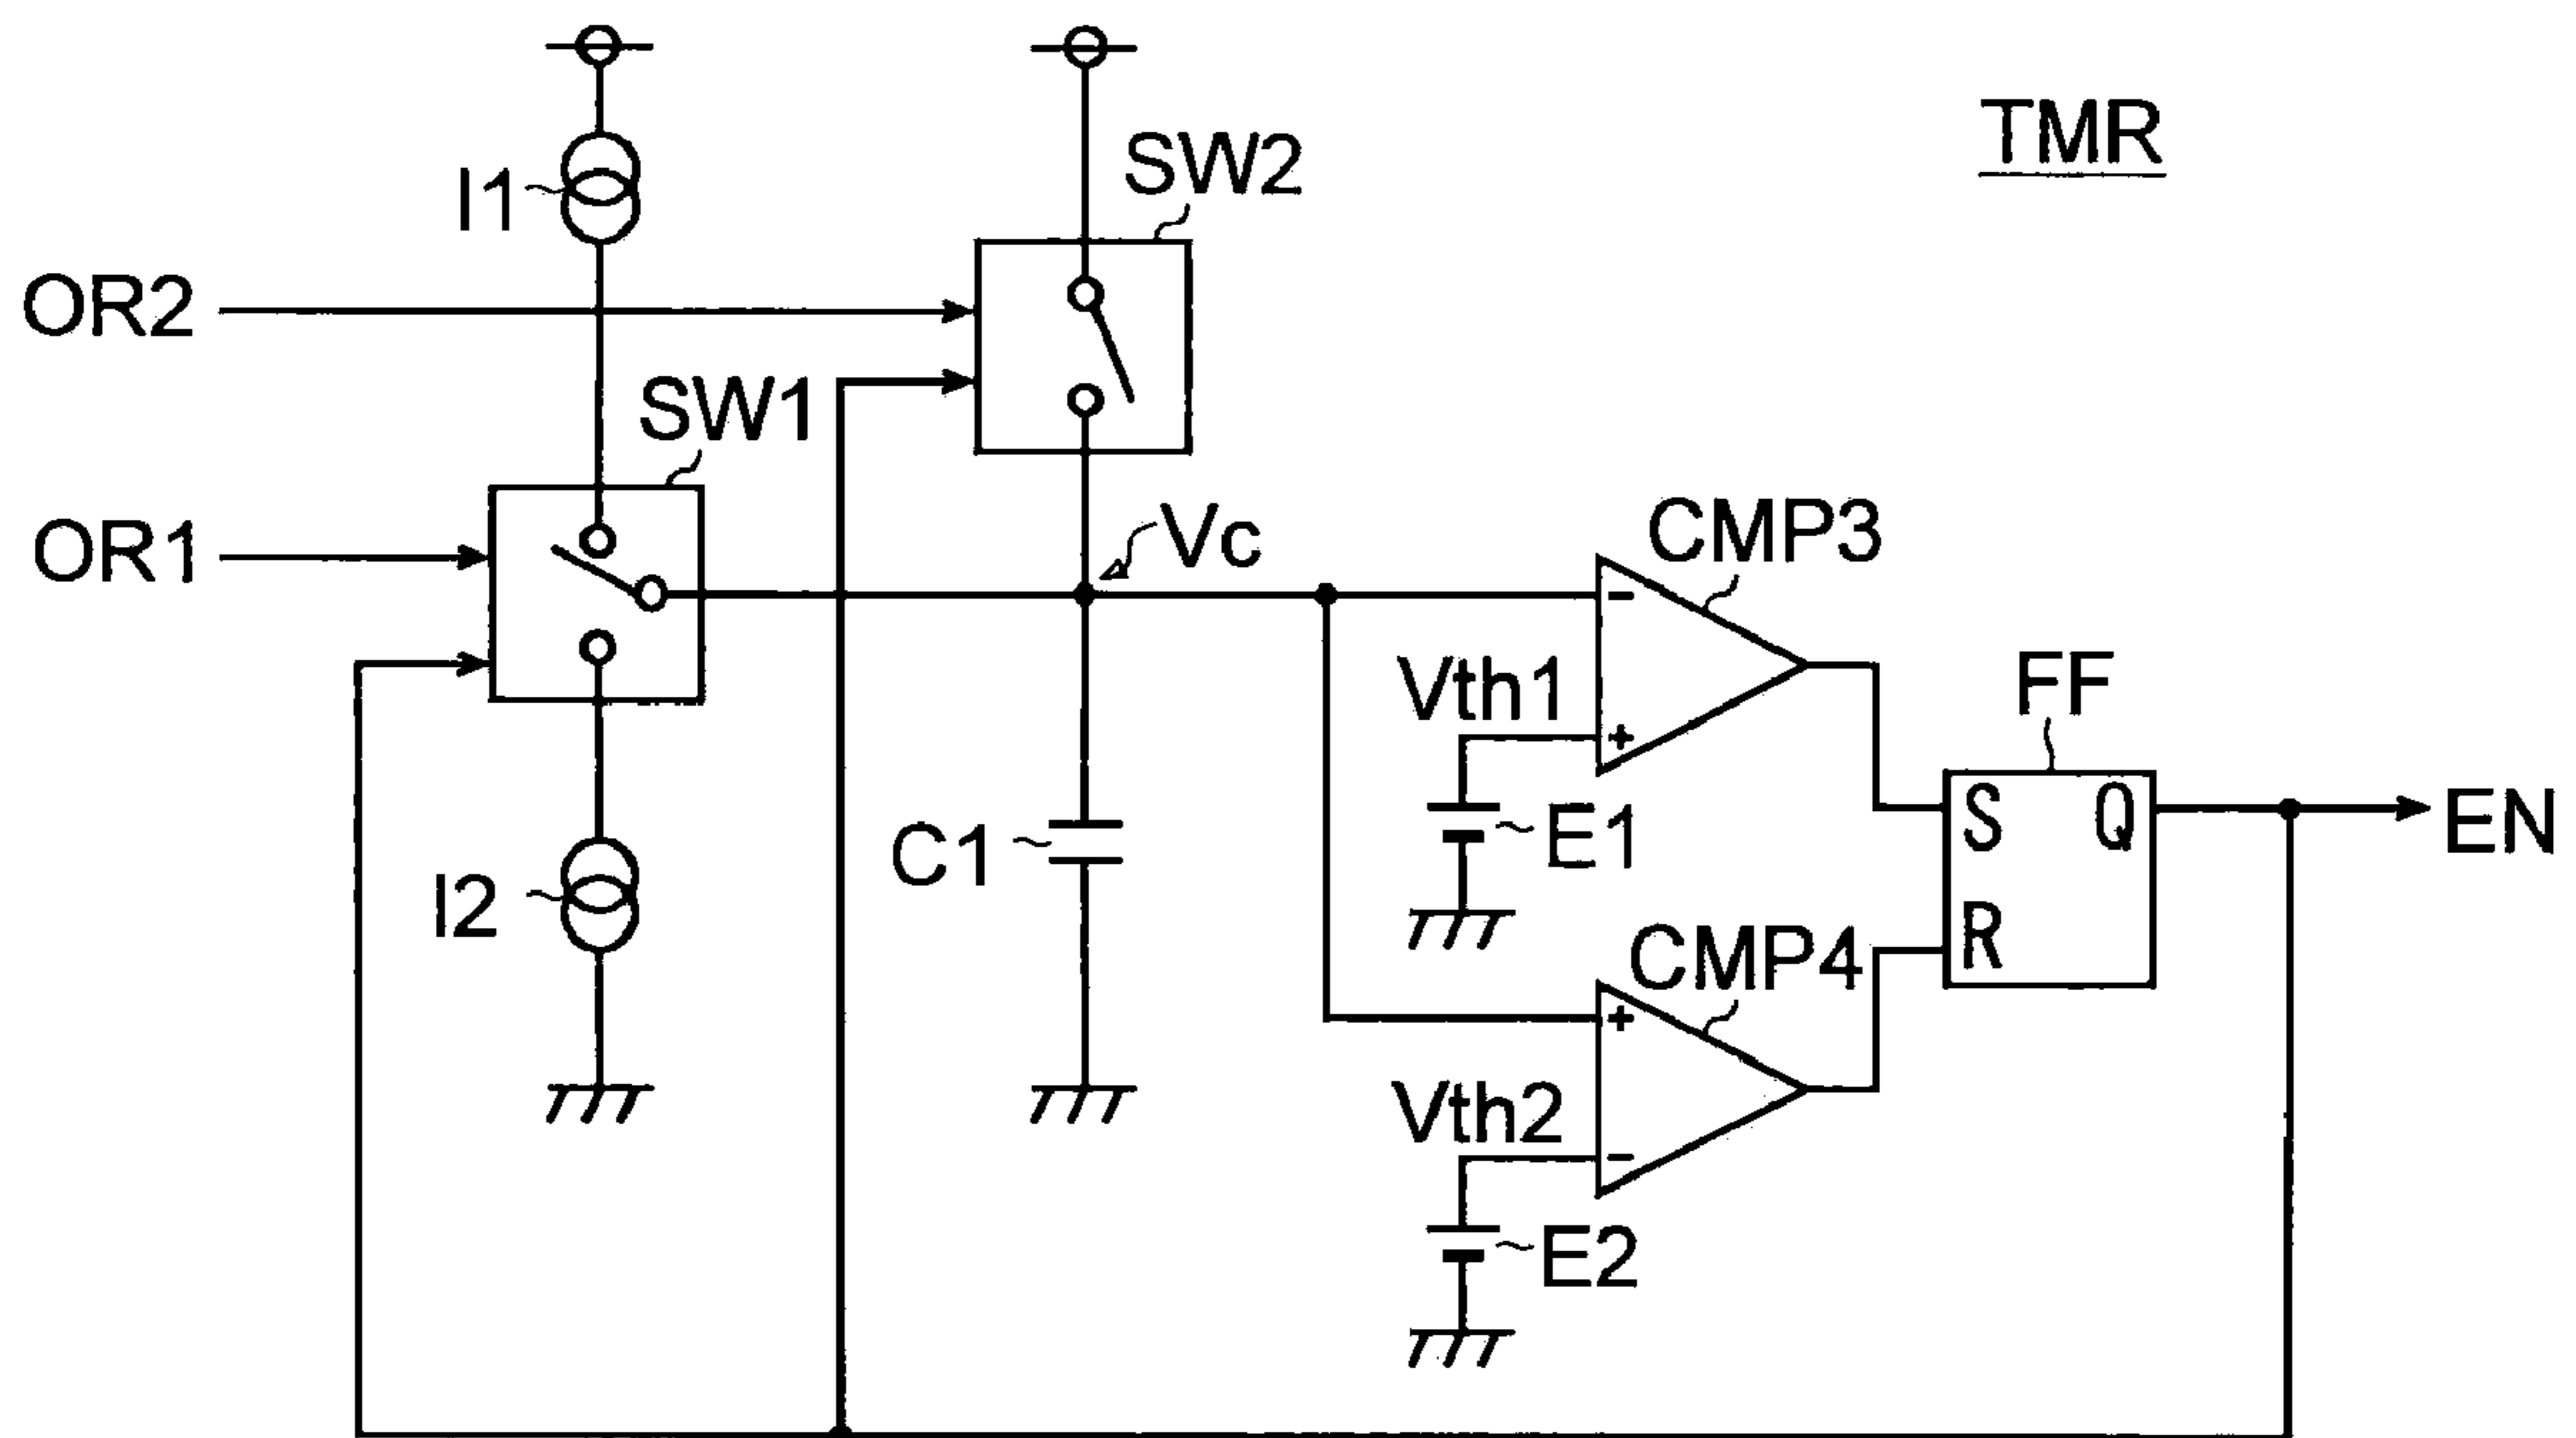 TMR
SW2
I1
OR2
SW1
Vc
CMP3
OR1
Vth1
FF
-
+
E1
S Q
EN
C1
I2
R
CMP4
+
Vth2
-
E2